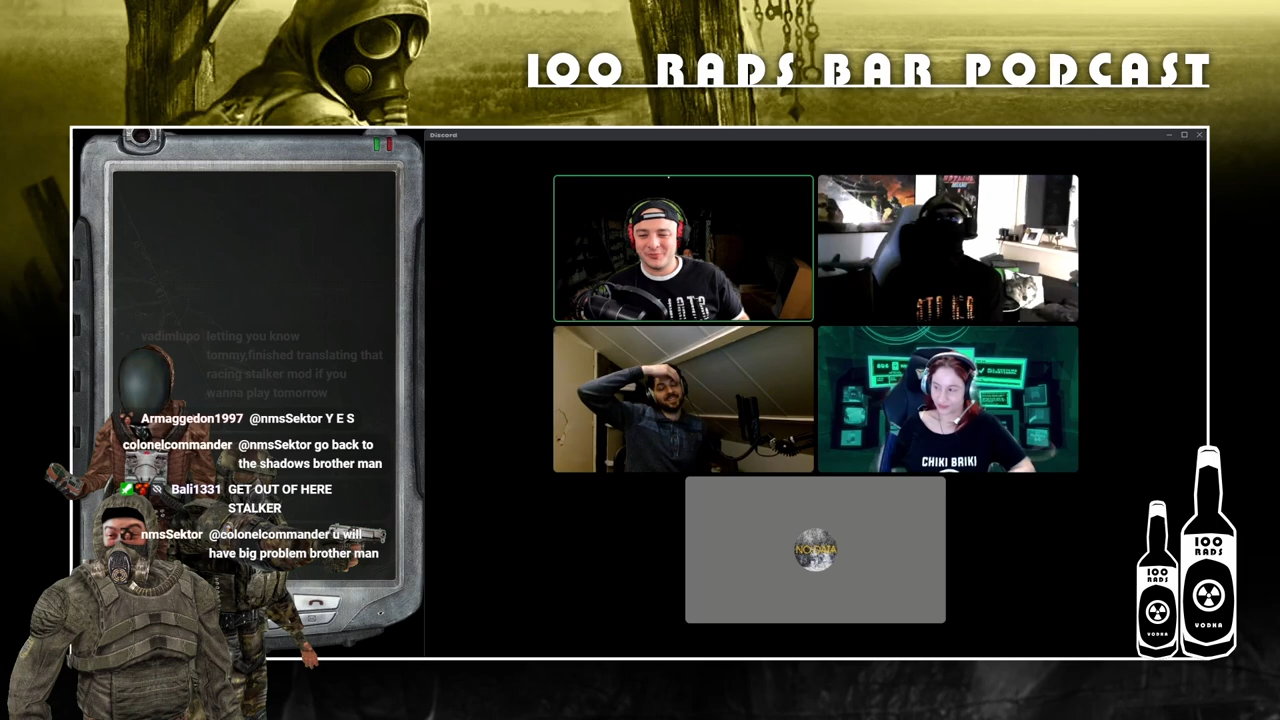 100 RADS BAR PODCAST
Discord
vadimlupo letting you know
tommy,finished translating that
racing stalker mod if you
wanna play tomorrow
Armaggedon1997 @nmsSektor Y E S
colonelcommander @nmsSektor go back to
the shadows brother man
Bali1331 GET OUT OF HERE
STALKER
nmsSektor @colonelcommander u will
have big problem brother man
CHIKI BRIKI
NO DATA
100
RADS
VODKA
100
RADS
VODKA